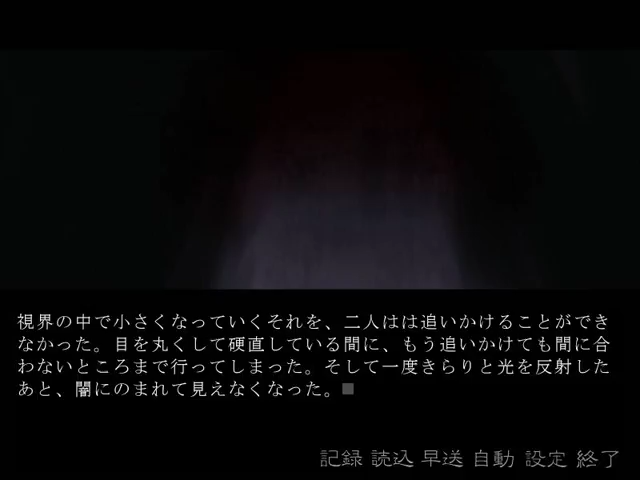 視界の中で小さくなっていくそれを、二人はは追いかけることができ
なかった。目を丸くして硬直している間に、もう追いかけても間に合
わないところまで行ってしまった。そして一度きらりと光を反射した
あと、闇にのまれて見えなくなった。
記録 読込 早送 自動 設定 終了